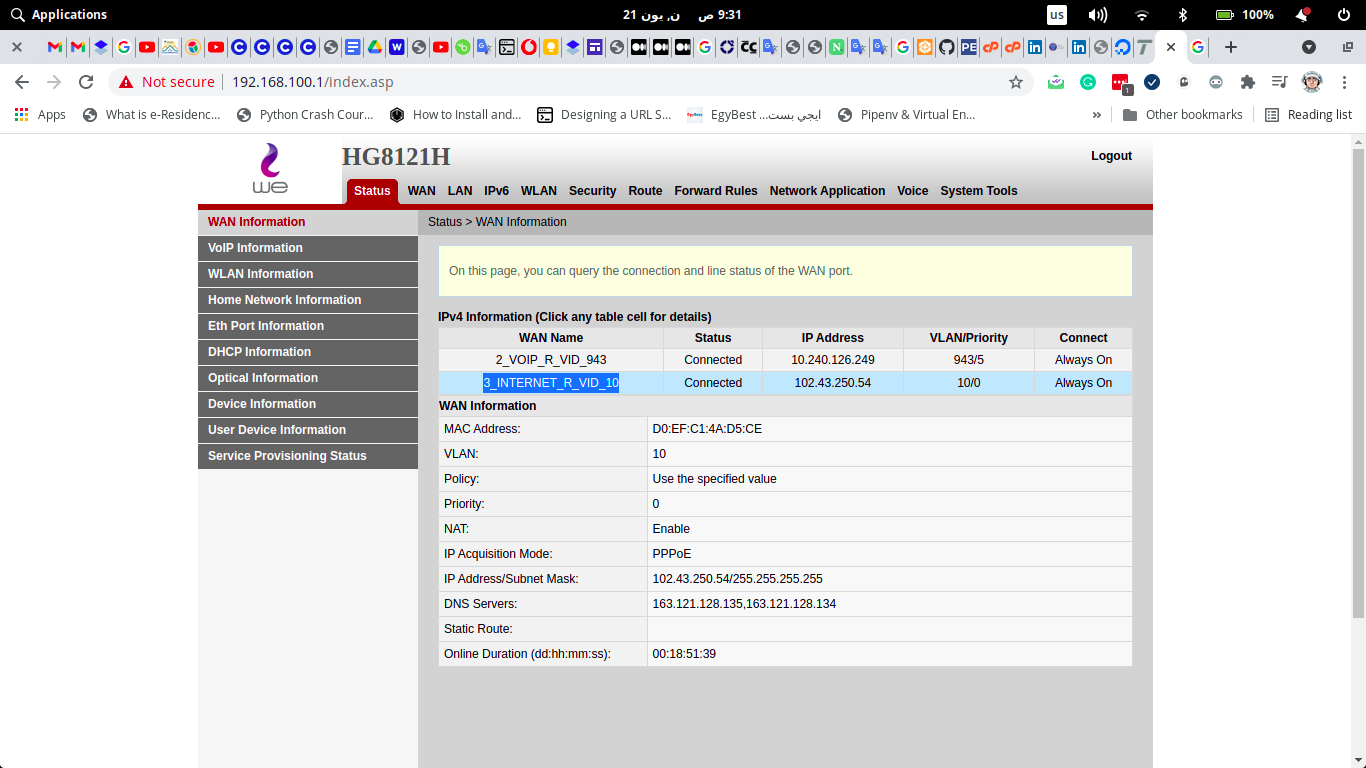 Applications
ن, يون 21 9:31 ص
us
100%
Not secure 192.168.100.1/index.asp
1
Apps
What is e-Residenc...
Python Crash Cour...
How to Install and...
Designing a URL S...
EgyBest ...ايجي بست
Pipenv & Virtual En...
»
Other bookmarks
Reading list
we
HG8121H
Logout
Status WAN LAN IPv6 WLAN Security Route Forward Rules Network Application Voice System Tools
WAN Information
VoIP Information
WLAN Information
Home Network Information
Eth Port Information
DHCP Information
Optical Information
Device Information
User Device Information
Service Provisioning Status
Status > WAN Information
On this page, you can query the connection and line status of the WAN port.
IPv4 Information (Click any table cell for details)
WAN Name Status IP Address VLAN/Priority Connect
2_VOIP_R_VID_943 Connected 10.240.126.249 943/5 Always On
3_INTERNET_R_VID_10 Connected 102.43.250.54 10/0 Always On
WAN Information
MAC Address: D0:EF:C1:4A:D5:CE
VLAN: 10
Policy: Use the specified value
Priority: 0
NAT: Enable
IP Acquisition Mode: PPPoE
IP Address/Subnet Mask: 102.43.250.54/255.255.255.255
DNS Servers: 163.121.128.135,163.121.128.134
Static Route:
Online Duration (dd:hh:mm:ss): 00:18:51:39